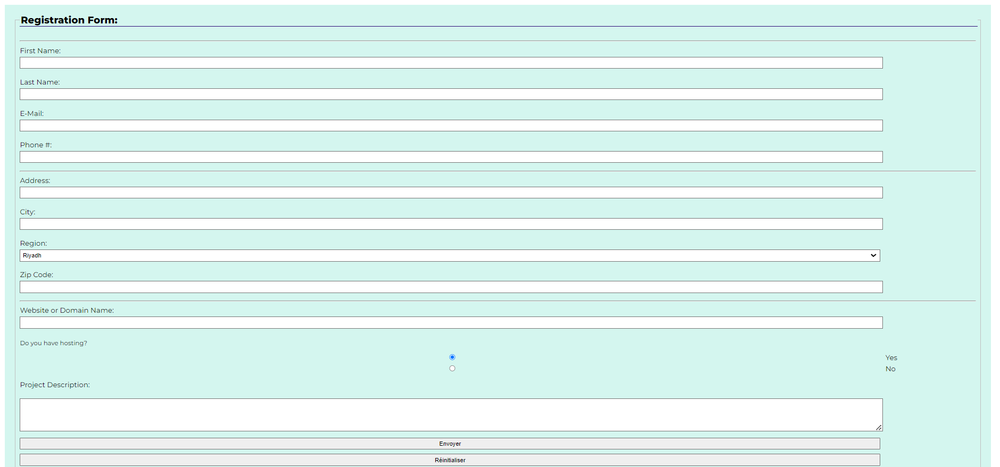 Registration Form:
First Name:
Last Name:
E-Mail:
Phone #:
Address:
City:
Region:
Riyadh
Zip Code:
Website or Domain Name:
Do you have hosting?
Yes
No
Project Description:
Envoyer
Réinitialiser